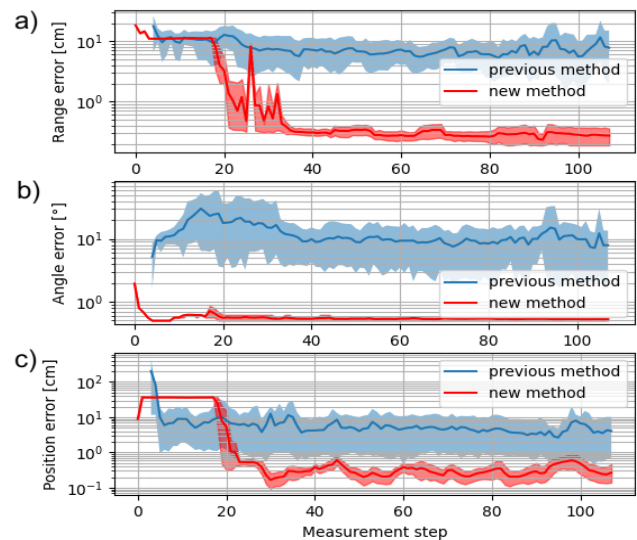 a)
Range error [cm]
10¹
10⁰
previous method
new method
0 20 40 60 80 100
b)
Angle error [°]
10¹
10⁰
previous method
new method
0 20 40 60 80 100
c)
Position error [cm]
10²
10¹
10⁰
10⁻¹
previous method
new method
0 20 40 60 80 100
Measurement step